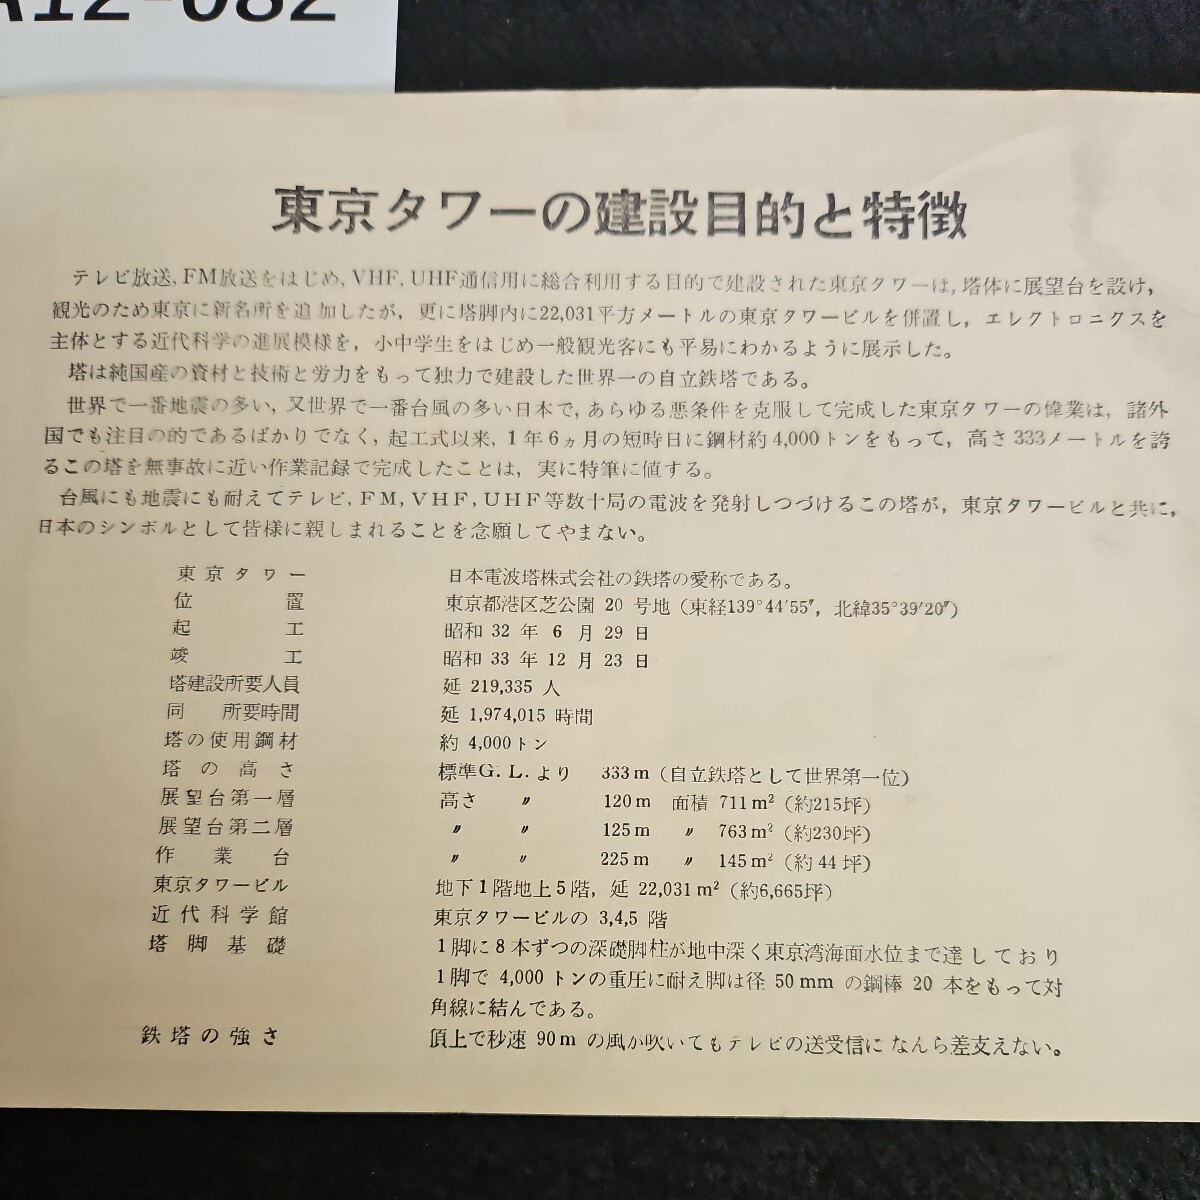 A12-082
東京タワーの建設目的と特徴
テレビ放送,FM放送をはじめ,VHF,UHF通信用に総合利用する目的で建設された東京タワーは,塔体に展望台を設け,
観光のため東京に新名所を追加したが,更に塔脚内に22,031平方メートルの東京タワービルを併置し,エレクトロニクスを
主体とする近代科学の進展模様を,小中学生をはじめ一般観光客にも平易にわかるように展示した。
塔は純国産の資材と技術と労力をもって独力で建設した世界一の自立鉄塔である。
世界で一番地震の多い,又世界で一番台風の多い日本で,あらゆる悪条件を克服して完成した東京タワーの偉業は,諸外
国でも注目の的であるばかりでなく,起工式以来,1年6ヵ月の短時日に鋼材約4,000トンをもって,高さ333メートルを誇
るこの塔を無事故に近い作業記録で完成したことは,実に特筆に値する。
台風にも地震にも耐えてテレビ,FM,VHF,UHF等数十局の電波を発射しつづけるこの塔が,東京タワービルと共に,
日本のシンボルとして皆様に親しまれることを念願してやまない。
東京タワー 日本電波塔株式会社の鉄塔の愛称である。
位置 東京都港区芝公園 20 号地(東経139°44′55″,北緯35°39′20″)
起工 昭和 32 年 6 月 29 日
竣工 昭和 33 年 12 月 23 日
塔建設所要人員 延 219,335 人
同 所要時間 延 1,974,015 時間
塔の使用鋼材 約 4,000トン
塔の高さ 標準G.L.より 333m(自立鉄塔として世界第一位)
展望台第一層 高さ 〃 120m 面積 711m²(約215坪)
展望台第二層 〃 〃 125m 〃 763m²(約230坪)
作業台 〃 〃 225m 〃 145m²(約 44 坪)
東京タワービル 地下1階地上5階,延 22,031m²(約6,665坪)
近代科学館 東京タワービルの 3,4,5 階
塔脚基礎 1脚に8本ずつの深礎脚柱が地中深く東京湾海面水位まで達しており
1脚で 4,000トンの重圧に耐え脚は径 50mm の鋼棒 20 本をもって対
角線に結んである。
鉄塔の強さ 頂上で秒速 90m の風が吹いてもテレビの送受信になんら差支えない。